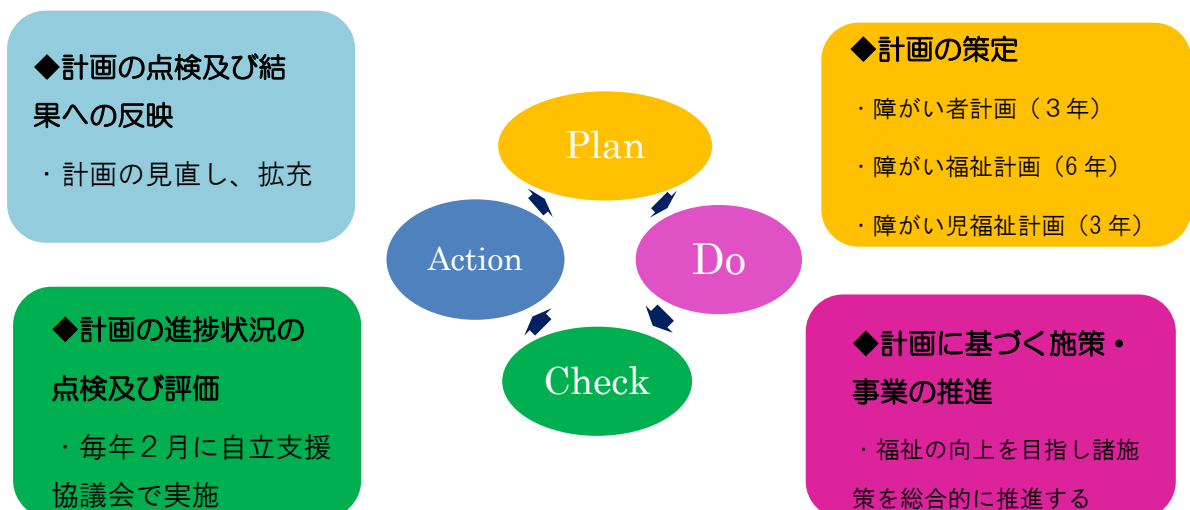 ◆計画の点検及び結
果への反映
・計画の見直し、拡充
◆計画の策定
・障がい者計画（３年）
・障がい福祉計画（6 年）
・障がい児福祉計画（3 年）
Plan
Action
Do
Check
◆計画の進捗状況の
点検及び評価
・毎年２月に自立支援
協議会で実施
◆計画に基づく施策・
事業の推進
・福祉の向上を目指し諸施
策を総合的に推進する